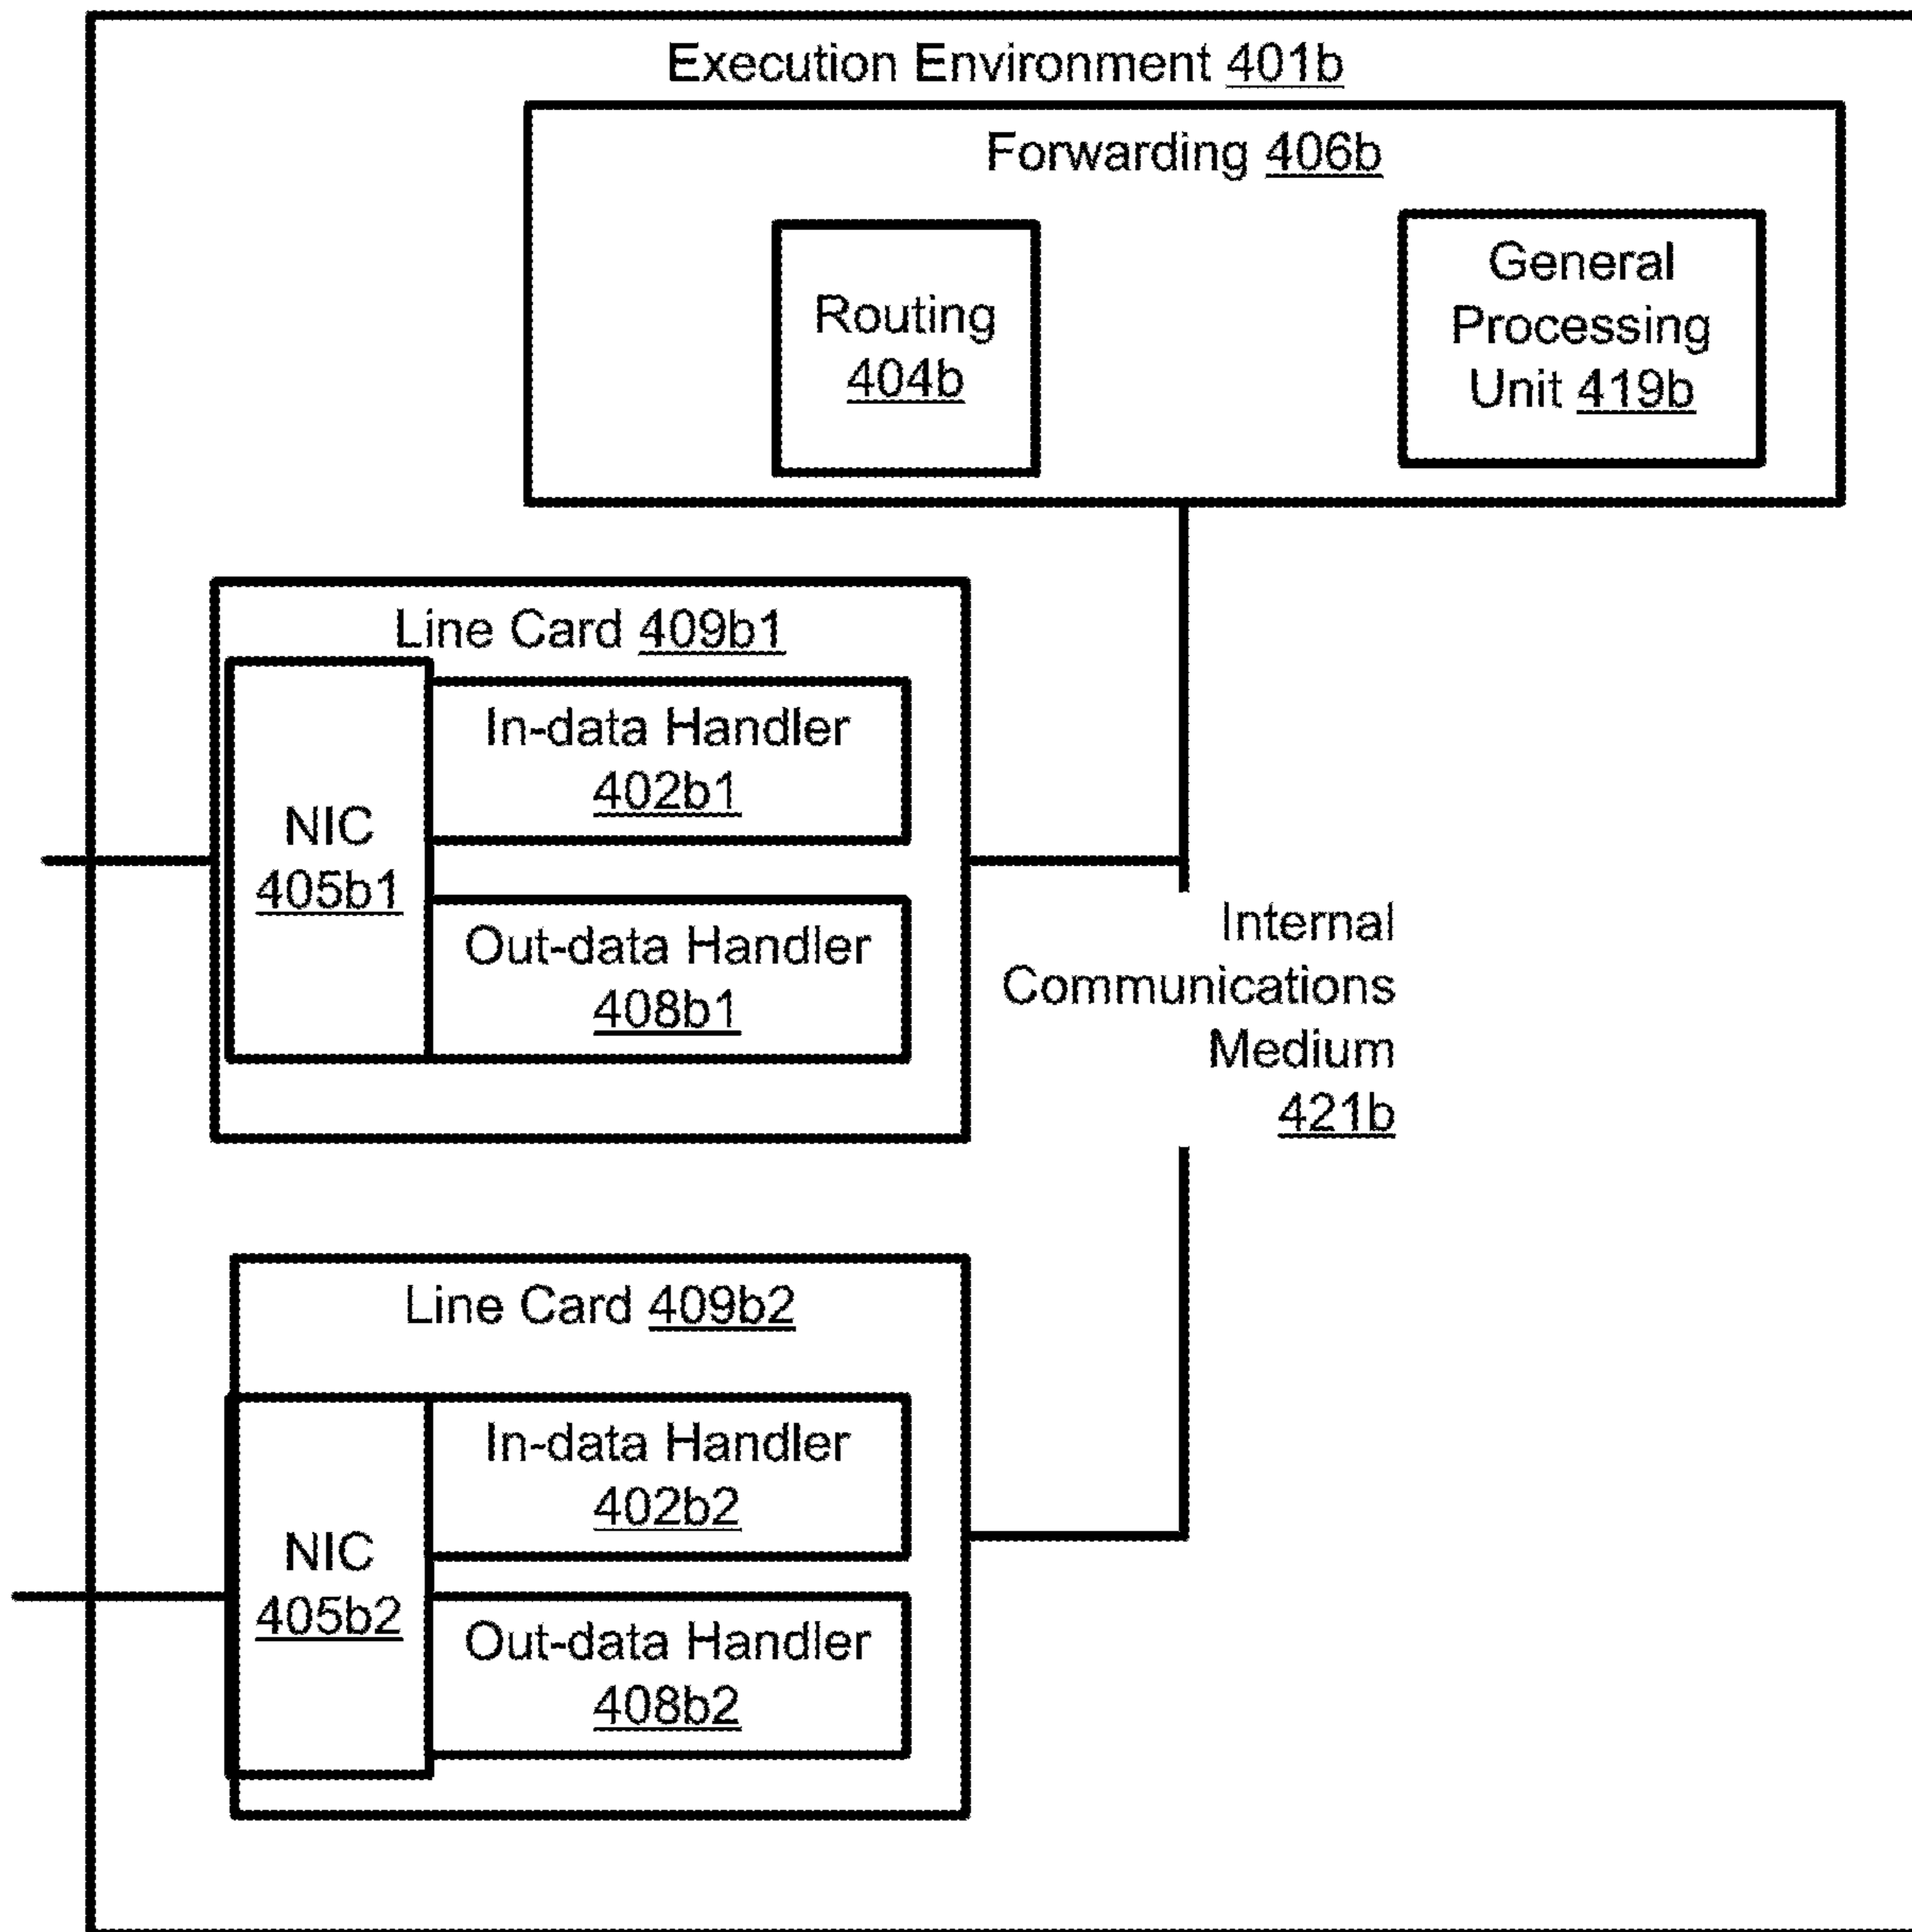 Execution Environment 401b
Forwarding 406b
Routing
404b
General
Processing
Unit 419b
Line Card 409b1
NIC
405b1
In-data Handler
402b1
Out-data Handler
408b1
Internal
Communications
Medium
421b
Line Card 409b2
NIC
405b2
In-data Handler
402b2
Out-data Handler
408b2